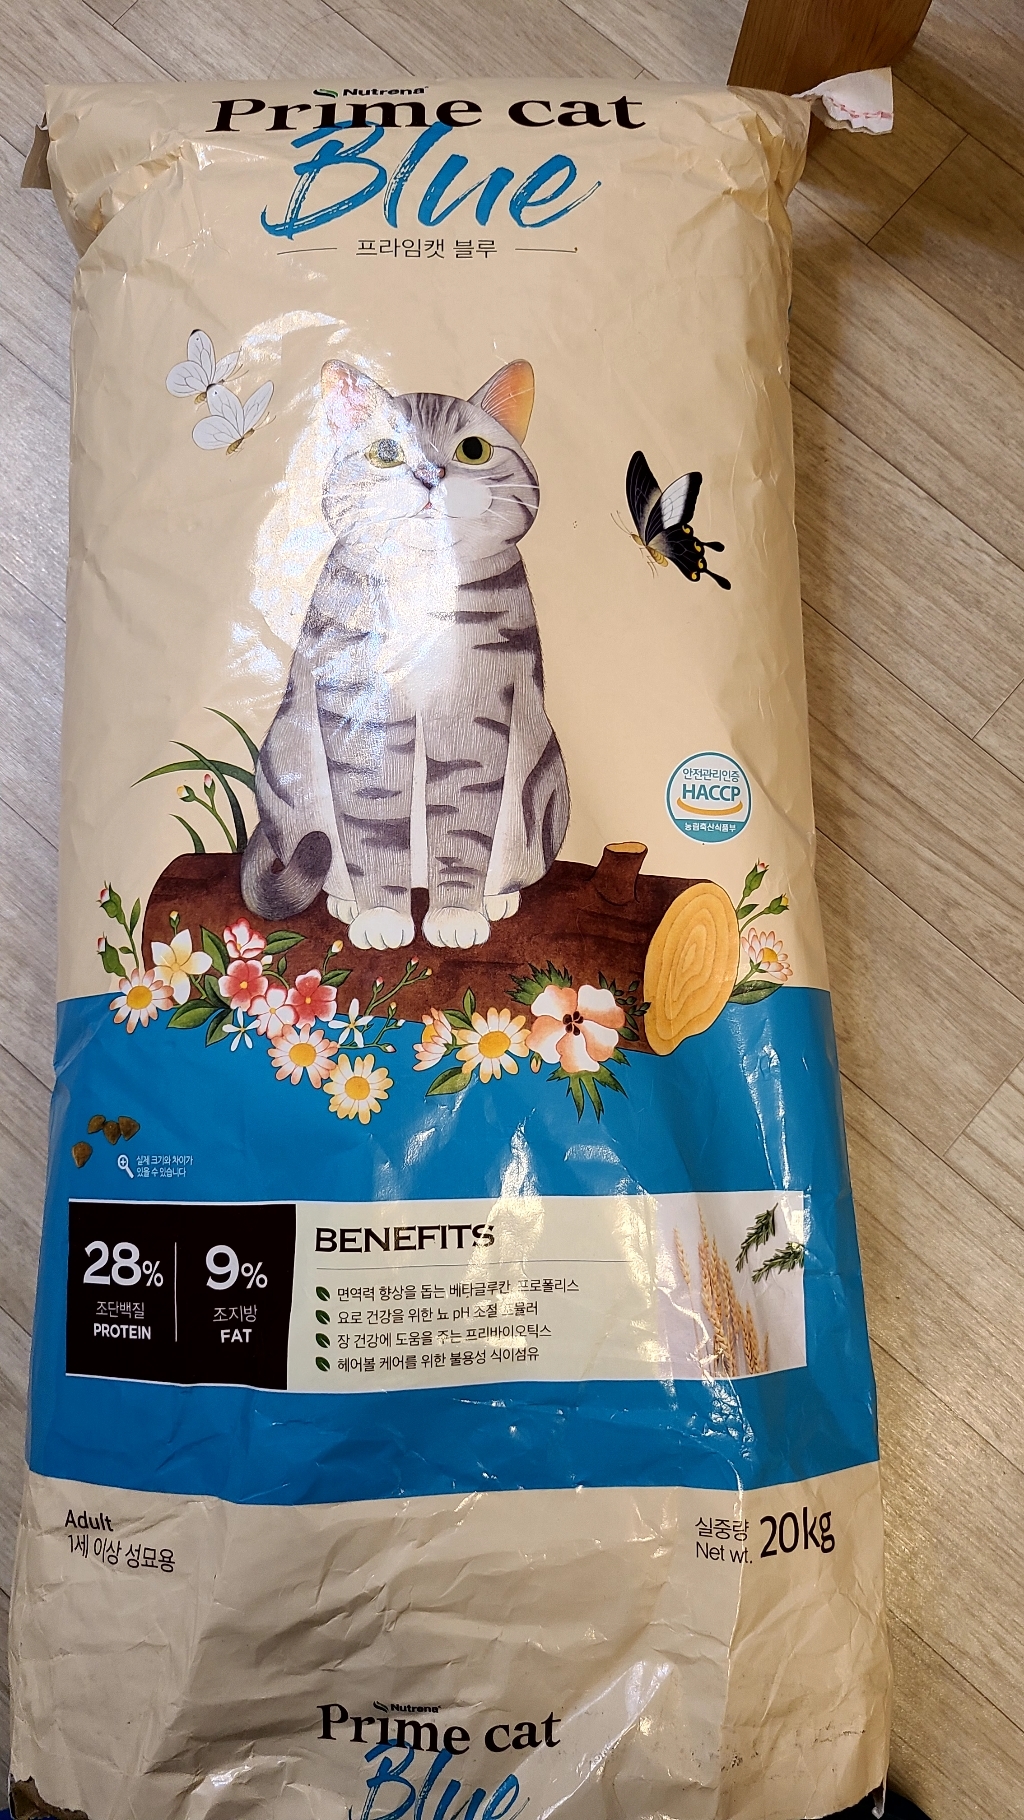 Nutrena
Prime cat
Blue
프라임캣 블루
안전관리인증
HACCP
농림축산식품부
실제 크기와 차이가
있을 수 있습니다
28%
조단백질
PROTEIN
9%
조지방
FAT
BENEFITS
면역력 향상을 돕는 베타글루칸, 프로폴리스
요로 건강을 위한 뇨 pH 조절 포뮬러
장 건강에 도움을 주는 프리바이오틱스
헤어볼 케어를 위한 불용성 식이섬유
Adult
1세 이상 성묘용
실중량
Net wt. 20kg
Nutrena
Prime cat
Blue